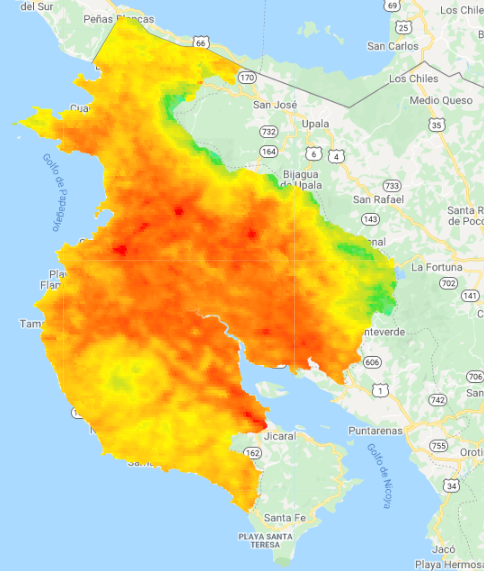 del Sur
Peñas Blancas
66
69
Los Chile
25
San Carlos
170
Los Chiles
Medio Queso
San José
35
Upala
732
164
6
4
Bijagua
de Upala
733
San Rafael
143
Santa R
de Poco
Golfo de Papagayo
La Fortuna
702
141
Tam
nteverde
606
1
706
San
742
Puntarenas
Jicaral
755
Oroti
162
Golfo de Nicoya
34
Santa Fe
PLAYA SANTA
TERESA
Jacó
Playa Hermosa